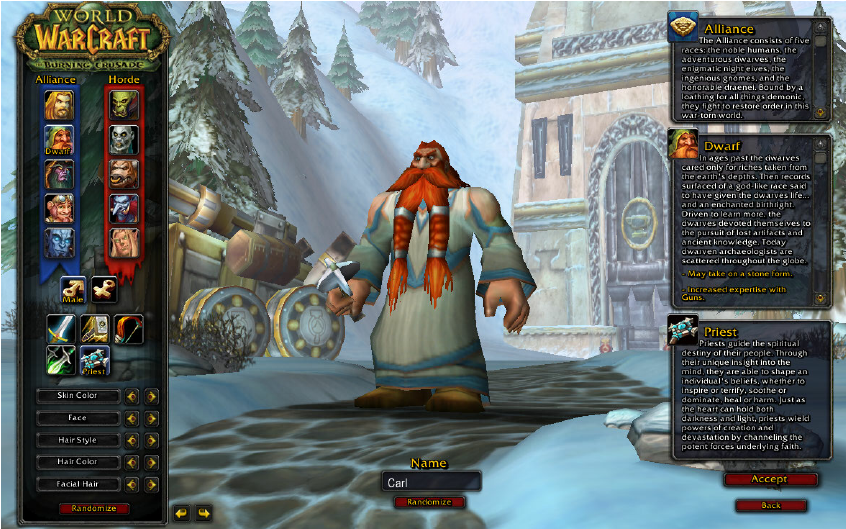 WORLD
OF
WARCRAFT
BURNING CRUSADE
Alliance
Horde
Dwarf
Male
Priest
Skin Color
Face
Hair Style
Hair Color
Facial Hair
Randomize
Name
Carl
Randomize
Alliance
The Alliance consists of five
races: the noble humans, the
adventurous dwarves, the
enigmatic night elves, the
ingenious gnomes, and the
honorable draenei. Bound by a
loathing for all things demonic,
they fight to restore order in this
war-torn world.
Dwarf
In ages past the dwarves
cared only for riches taken from
the earth's depths. Then records
surfaced of a god-like race said
to have given the dwarves life...
and an enchanted birthright.
Driven to learn more, the
dwarves devoted themselves to
the pursuit of lost artifacts and
ancient knowledge. Today
dwarven archaeologists are
scattered throughout the globe.
- May take on a stone form.
- Increased expertise with
Guns.
Priest
Priests guide the spiritual
destiny of their people. Through
their unique insight into the
mind, they are able to shape an
individual's beliefs, whether to
inspire or terrify, soothe or
dominate, heal or harm. Just as
the heart can hold both
darkness and light, priests wield
powers of creation and
devastation by channeling the
potent forces underlying faith.
Accept
Back